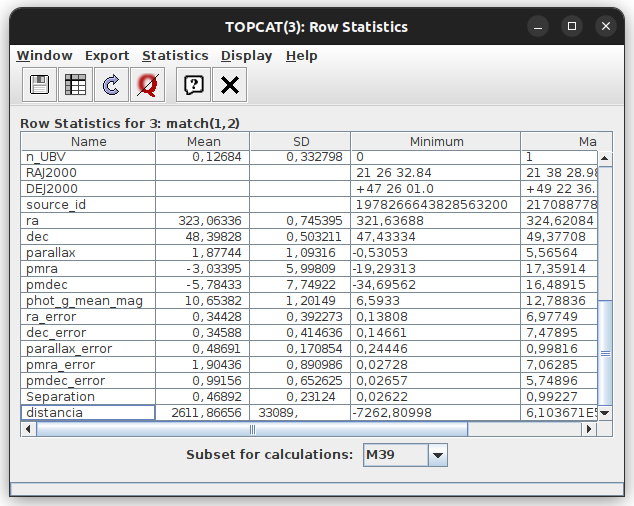 TOPCAT(3): Row Statistics
Window Export Statistics Display Help
Row Statistics for 3: match(1,2)
Name Mean SD Minimum Ma
n_UBV 0,12684 0,332798 0 1
RAJ2000 21 26 32.84 21 38 28.98
DEJ2000 +47 26 01.0 +49 22 36.
source_id 1978266643828563200 217088778
ra 323,06336 0,745395 321,63688 324,62084
dec 48,39828 0,503211 47,43334 49,37708
parallax 1,87744 1,09316 -0,53053 5,56564
pmra -3,03395 5,99809 -19,29313 17,35914
pmdec -5,78433 7,74922 -34,69562 16,48915
phot_g_mean_mag 10,65382 1,20149 6,5933 12,78836
ra_error 0,34428 0,392273 0,13808 6,97749
dec_error 0,34588 0,414636 0,14661 7,47895
parallax_error 0,48691 0,170854 0,24446 0,99816
pmra_error 1,90436 0,890986 0,02728 7,06285
pmdec_error 0,99156 0,652625 0,02657 5,74896
Separation 0,46892 0,23124 0,02622 0,99227
distancia 2611,86656 33089, -7262,80998 6,103671E5
Subset for calculations: M39